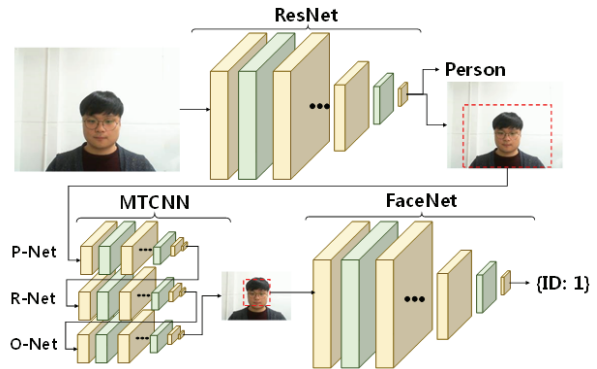 ResNet
Person
MTCNN
FaceNet
P-Net
R-Net
O-Net
{ID: 1}